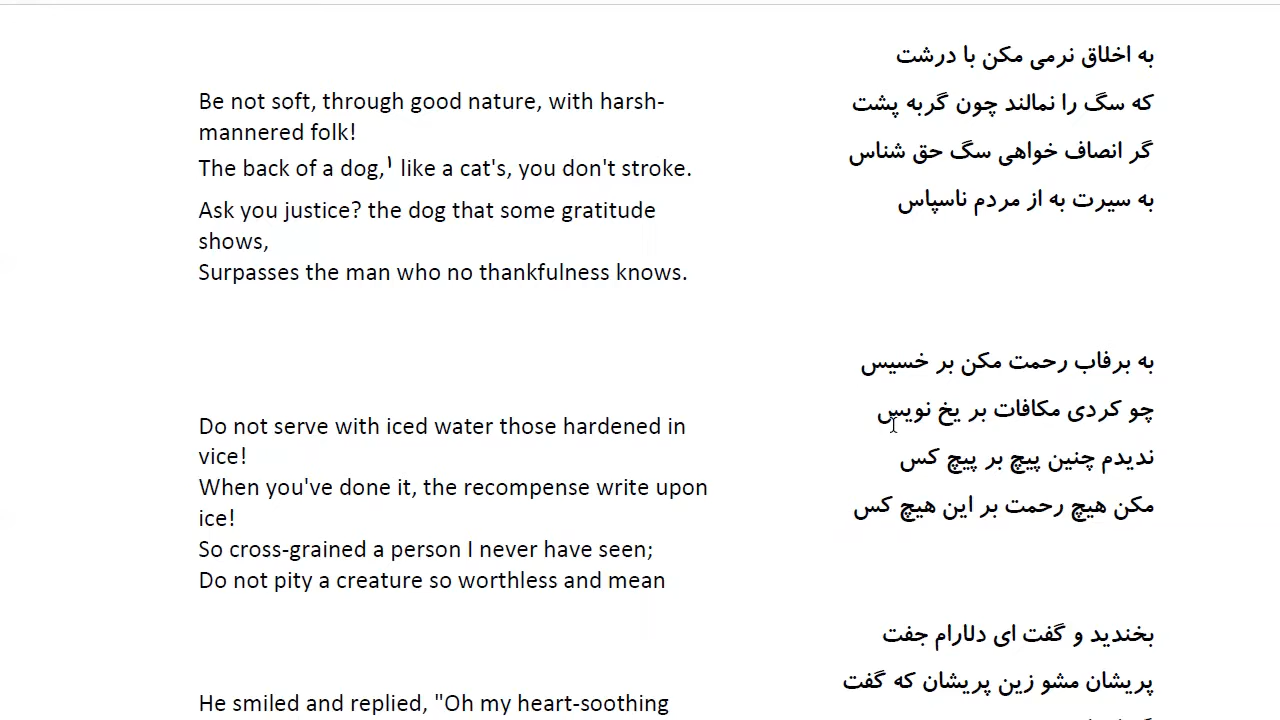 به اخلاق نرمی مکن با درشت
که سگ را نمالند چون گربه پشت
گر انصاف خواهی سگ حق شناس
به سیرت به از مردم ناسپاس
Be not soft, through good nature, with harsh-
mannered folk!
The back of a dog,۱ like a cat's, you don't stroke.
Ask you justice? the dog that some gratitude
shows,
Surpasses the man who no thankfulness knows.
به برفاب رحمت مکن بر خسیس
چو کردی مکافات بر یخ نویس
ندیدم چنین پیچ بر پیچ کس
مکن هیچ رحمت بر این هیچ کس
Do not serve with iced water those hardened in
vice!
When you've done it, the recompense write upon
ice!
So cross-grained a person I never have seen;
Do not pity a creature so worthless and mean
بخندید و گفت ای دلارام جفت
پریشان مشو زین پریشان که گفت
He smiled and replied, "Oh my heart-soothing